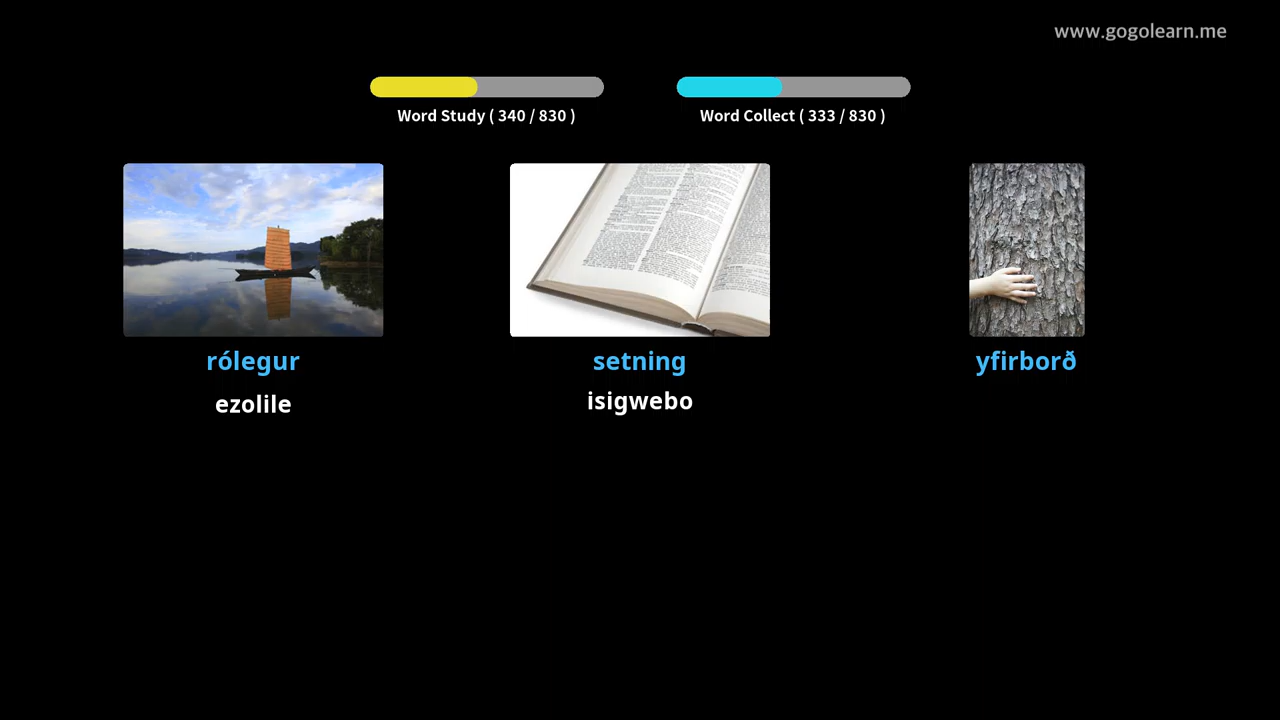 www.gogolearn.me
Word Study ( 340 / 830 )
Word Collect ( 333 / 830 )
rólegur
ezolile
setning
isigwebo
yfirborð